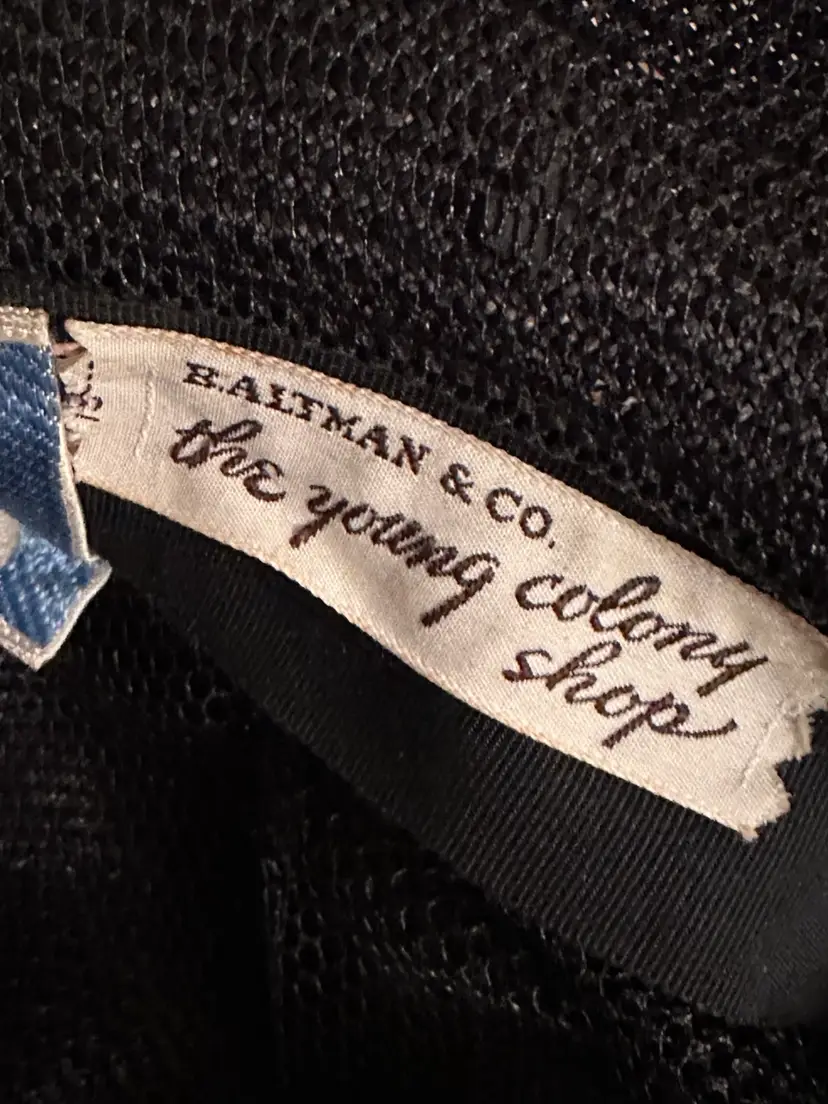 B.ALTMAN & CO.
the young colony
shop